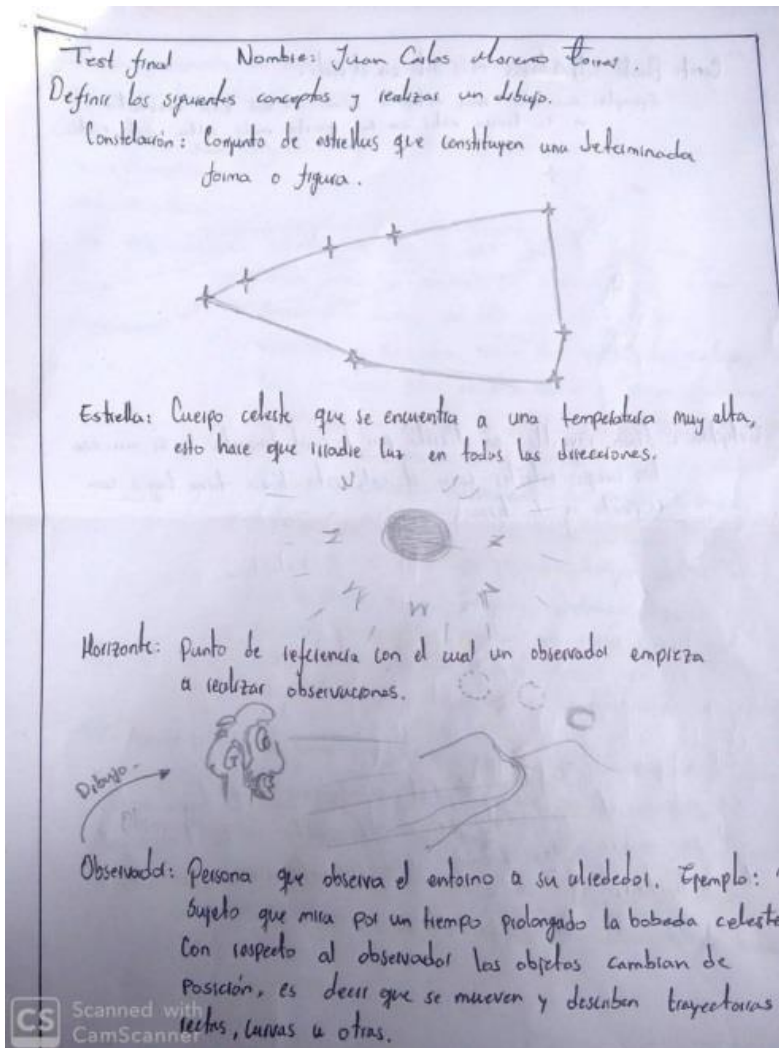 Test final Nombre: Juan Carlos Moreno Torres.
Definir los siguientes conceptos y realizar un dibujo.
Constelación: Conjunto de estrellas que constituyen una determinada
forma o figura.
Estrella: Cuerpo celeste que se encuentra a una temperatura muy alta,
esto hace que irradie luz en todas las direcciones.
Horizonte: Punto de referencia con el cual un observador empieza
a realizar observaciones.
Dibujo.
Observador: Persona que observa el entorno a su alrededor. Ejemplo:
Sujeto que mira por un tiempo prolongado la bobada celeste
Con respecto al observador los objetos cambian de
Posición, es decir que se mueven y describen trayectorias
rectas, curvas u otras.
CS Scanned with
CamScanner